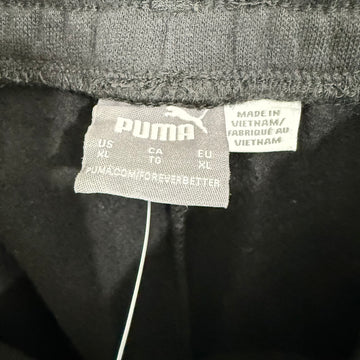 PUMA
US CA EU
XL TG XL
PUMA.COM/FOREVERBETTER
MADE IN
VIETNAM/
FABRIQUÉ AU
VIETNAM